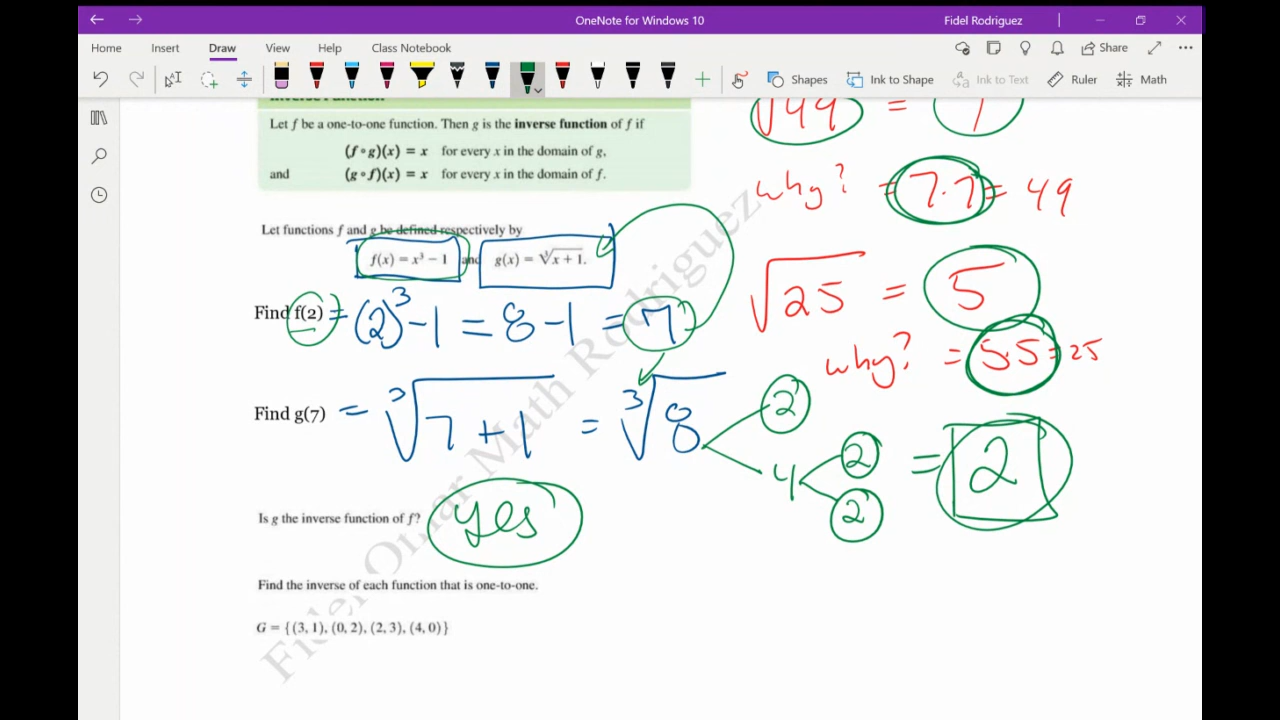 OneNote for Windows 10
Fidel Rodriguez
Home Insert Draw View Help Class Notebook
Share
Shapes Ink to Shape Ink to Text Ruler Math
Inverse Function
Let f be a one-to-one function. Then g is the inverse function of f if
(f ∘ g)(x) = x for every x in the domain of g,
and (g ∘ f)(x) = x for every x in the domain of f.
Let functions f and g be defined respectively by
f(x) = x³ − 1 and g(x) = ∛x + 1.
Find f(2) = (2)³ − 1 = 8 − 1 = 7
Find g(7) = ∛7 + 1 = ∛8
2
4
2
2
= 2
Is g the inverse function of f? yes
Find the inverse of each function that is one-to-one.
G = {(3, 1), (0, 2), (2, 3), (4, 0)}
√49 =
why? = 7·7 = 49
√25 = 5
why? = 5·5 = 25
Fidel Omar Math Rodriguez